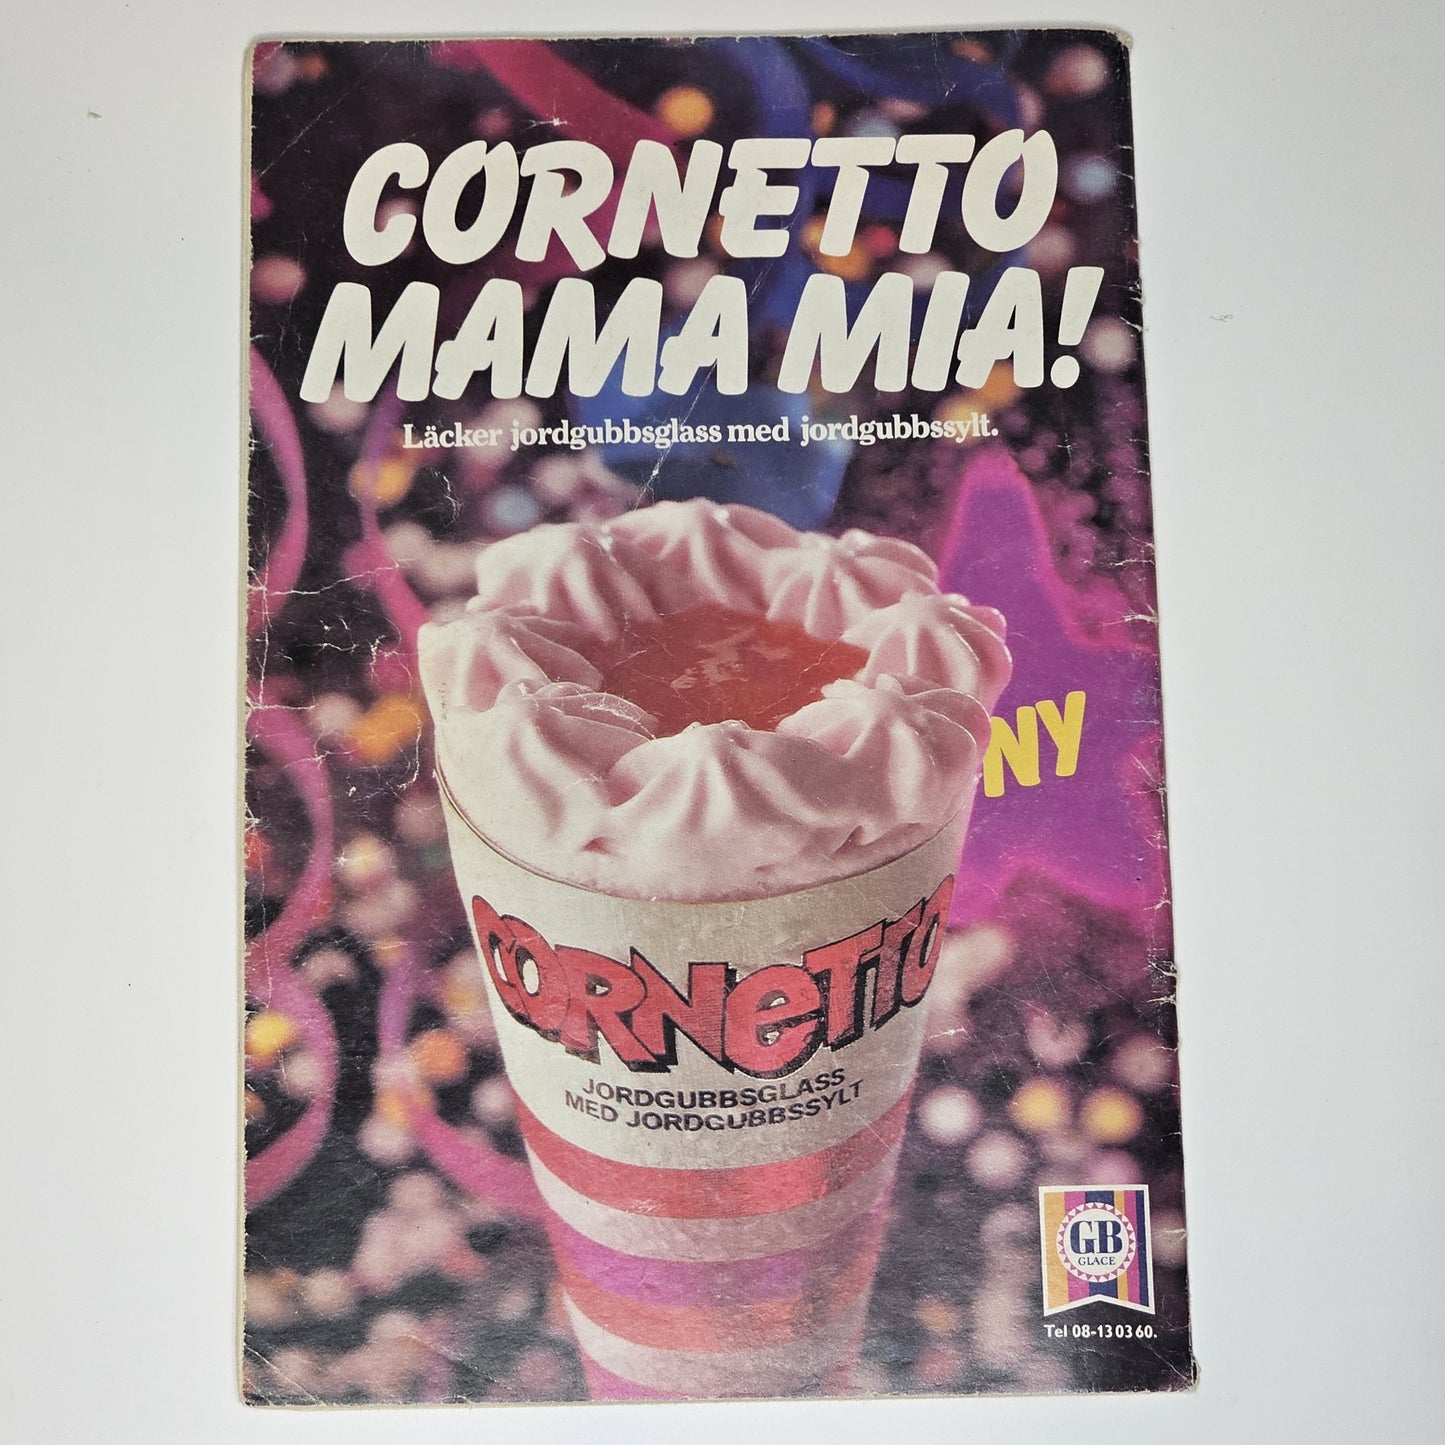 CORNETTO
MAMA MIA!
Läcker jordgubbsglass med jordgubbssylt.
NY
CORNETTO
JORDGUBBSGLASS
MED JORDGUBBSSYLT
GB
GLACE
Tel 08-13 03 60.